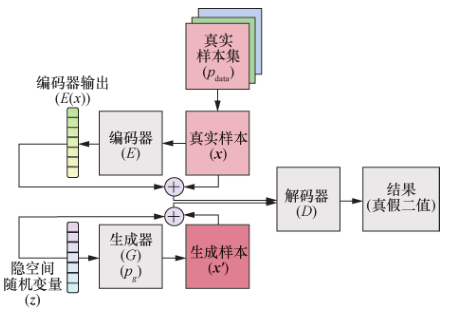 真实
样本集
(p_data)
编码器输出
(E(x))
编码器
(E)
真实样本
(x)
解码器
(D)
结果
(真假二值)
隐空间
随机变量
(z)
生成器
(G)
(p_g)
生成样本
(x′)